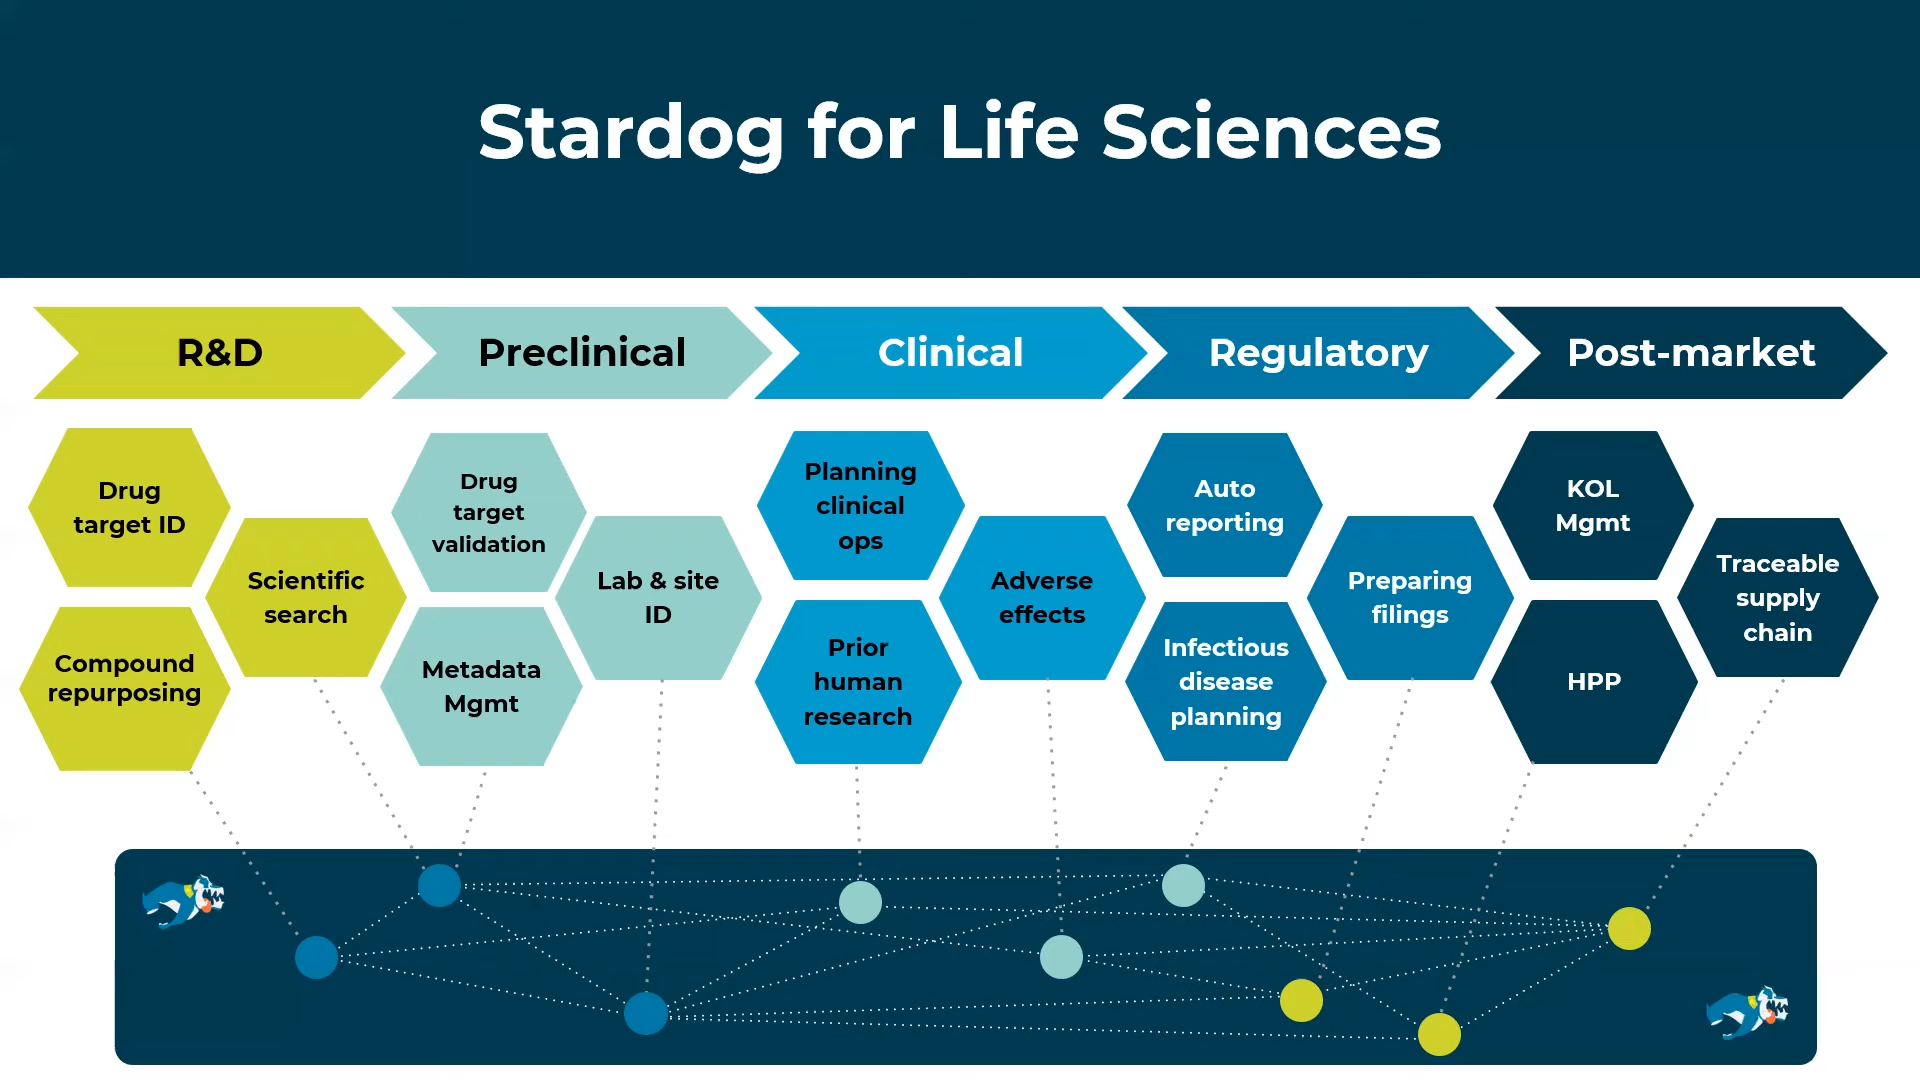 Stardog for Life Sciences
R&D
Preclinical
Clinical
Regulatory
Post-market
Drug
target ID
Scientific
search
Compound
repurposing
Drug
target
validation
Lab & site
ID
Metadata
Mgmt
Planning
clinical
ops
Adverse
effects
Prior
human
research
Auto
reporting
Preparing
filings
Infectious
disease
planning
KOL
Mgmt
Traceable
supply
chain
HPP